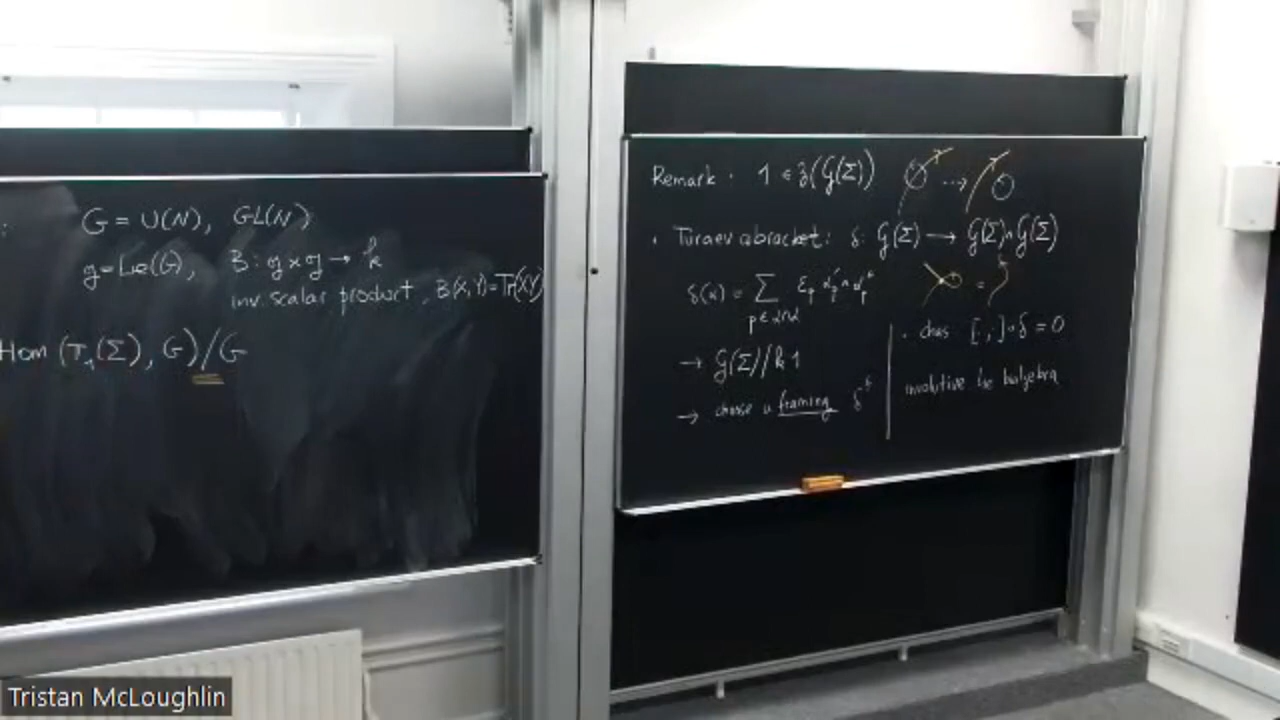 : G = U(N), GL(N)
g = Lie(G), B: g × g → k
inv. scalar product, B(X,Y)=Tr(XY)
Hom (π₁(Σ), G)/G
Remark: 1 ∈ 𝔷(𝒢(Σ)) ⋯→
· Turaev cobracket: δ: 𝒢(Σ) ⟶ 𝒢(Σ)∧𝒢(Σ)
δ(α) = ∑ p∈α∩α εₚ α'ₚ ∧ α''ₚ =
→ 𝒢(Σ)/k1
→ choose a framing δᶠ
· [·,·]∘δ = 0
involutive Lie bialgebra
Tristan McLoughlin